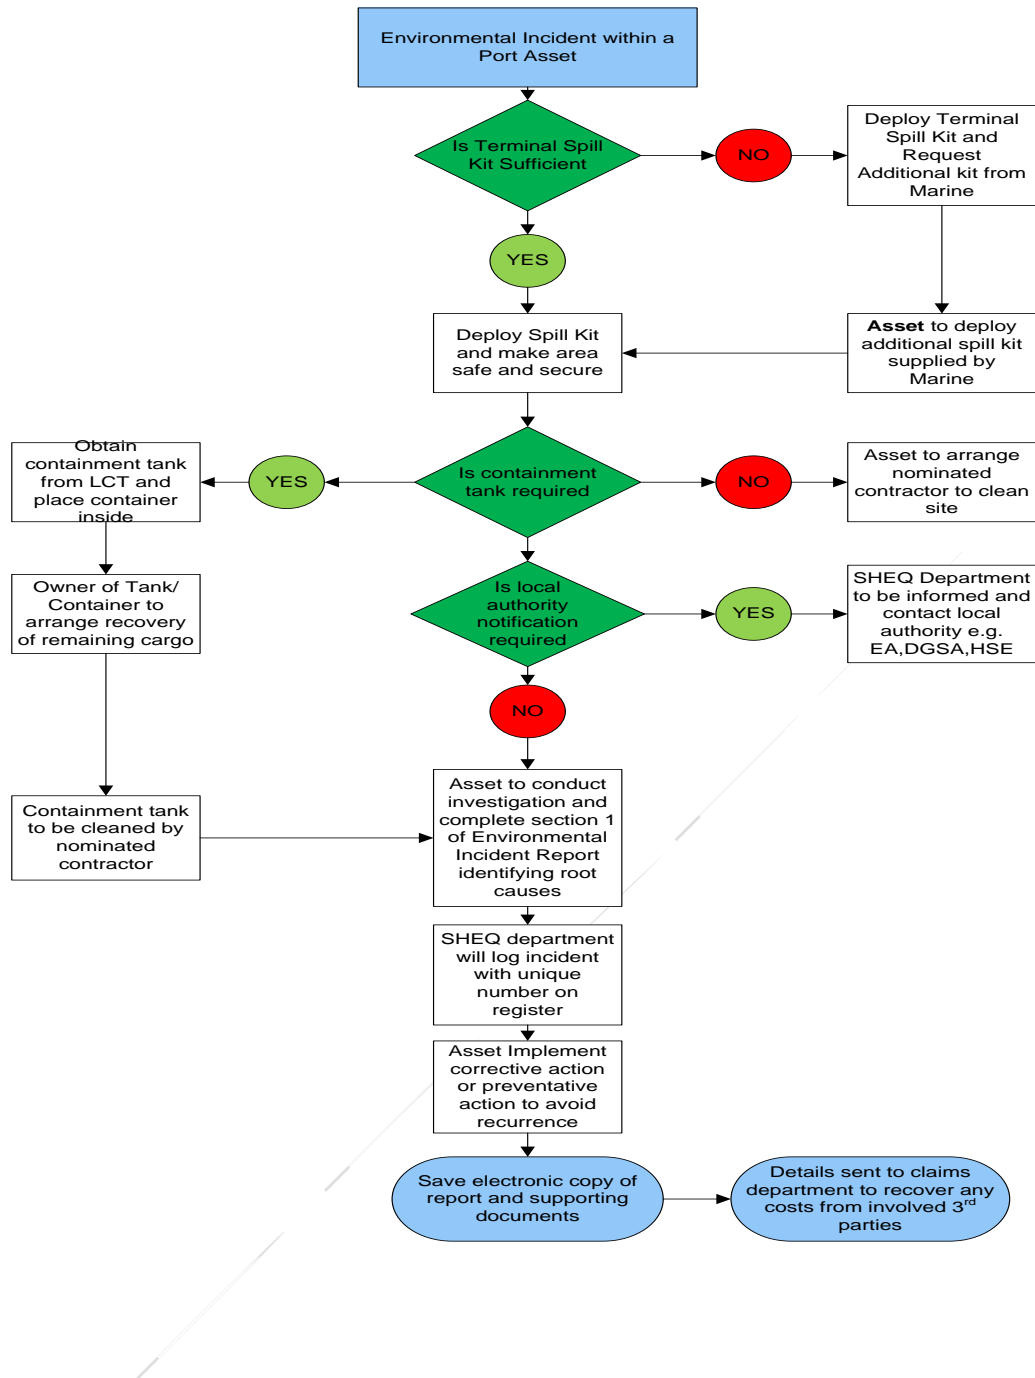 Environmental Incident within a
Port Asset
Is Terminal Spill
Kit Sufficient
NO
Deploy Terminal
Spill Kit and
Request
Additional kit from
Marine
YES
Deploy Spill Kit
and make area
safe and secure
Asset to deploy
additional spill kit
supplied by
Marine
Obtain
containment tank
from LCT and
place container
inside
YES
Is containment
tank required
NO
Asset to arrange
nominated
contractor to clean
site
Owner of Tank/
Container to
arrange recovery
of remaining cargo
Is local
authority
notification
required
YES
SHEQ Department
to be informed and
contact local
authority e.g.
EA,DGSA,HSE
NO
Containment tank
to be cleaned by
nominated
contractor
Asset to conduct
investigation and
complete section 1
of Environmental
Incident Report
identifying root
causes
SHEQ department
will log incident
with unique
number on
register
Asset Implement
corrective action
or preventative
action to avoid
recurrence
Save electronic copy of
report and supporting
documents
Details sent to claims
department to recover any
costs from involved 3rd
parties